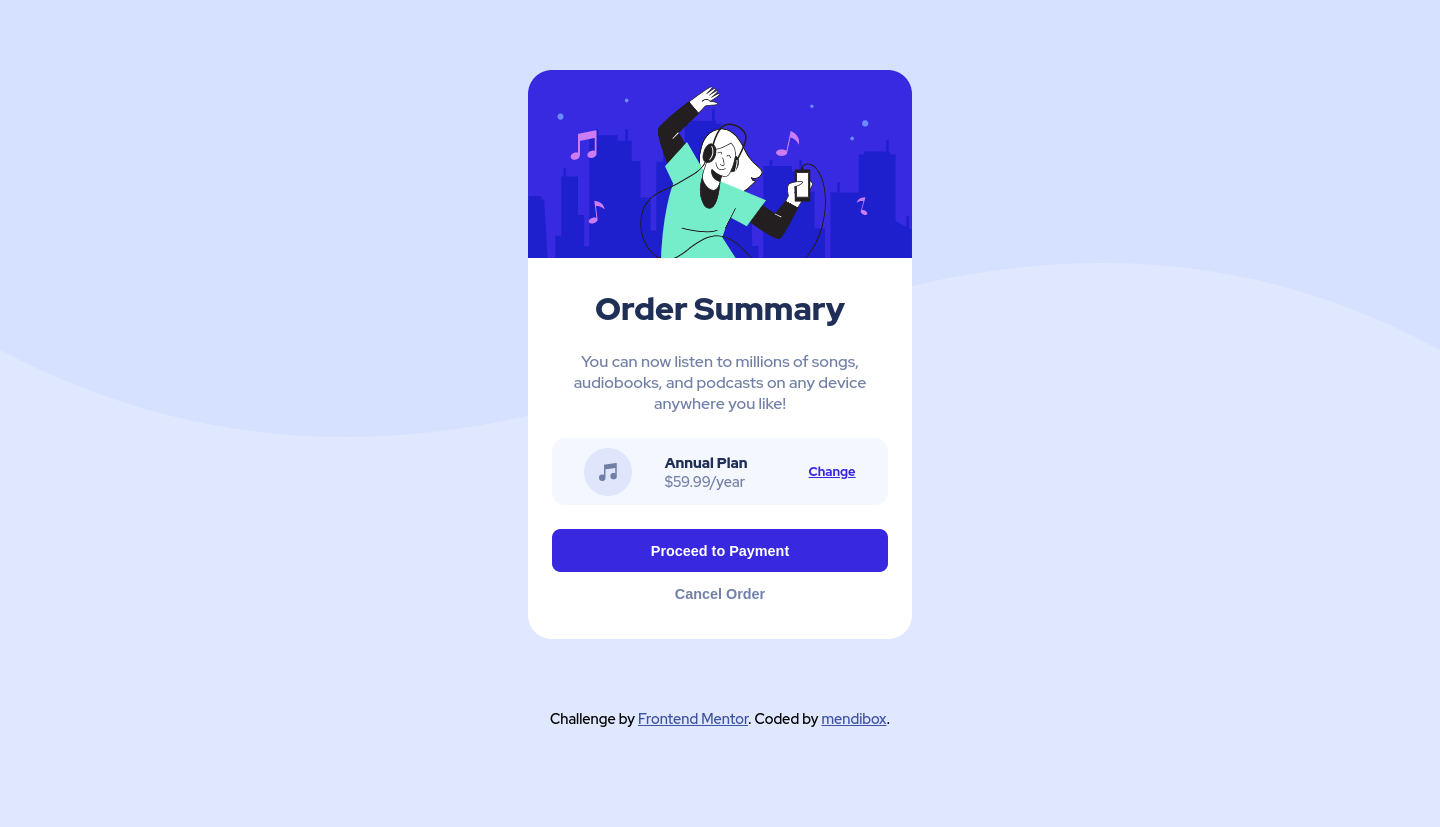 Order Summary
You can now listen to millions of songs,
audiobooks, and podcasts on any device
anywhere you like!
Annual Plan
$59.99/year
Change
Proceed to Payment
Cancel Order
Challenge by Frontend Mentor. Coded by mendibox.